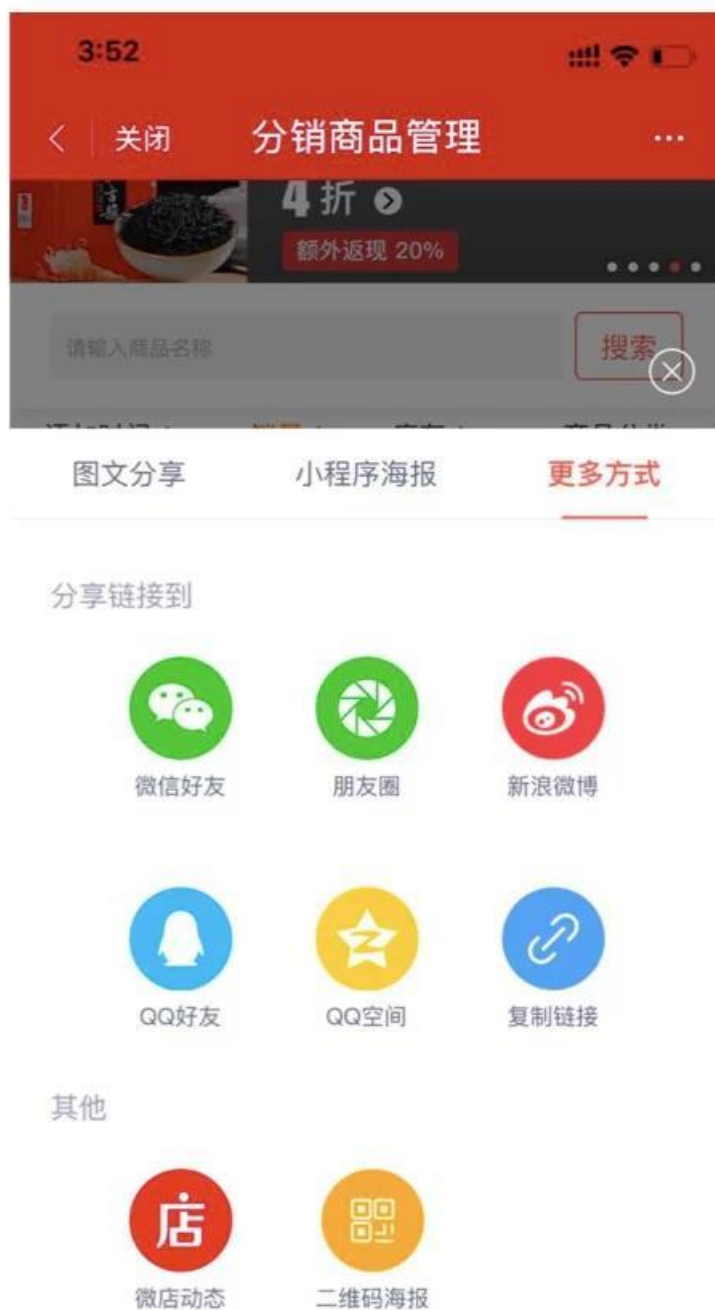 3:52
关闭 分销商品管理
4折
额外返现 20%
请输入商品名称 搜索
图文分享 小程序海报 更多方式
分享链接到
微信好友 朋友圈 新浪微博
QQ好友 QQ空间 复制链接
其他
店
微店动态 二维码海报